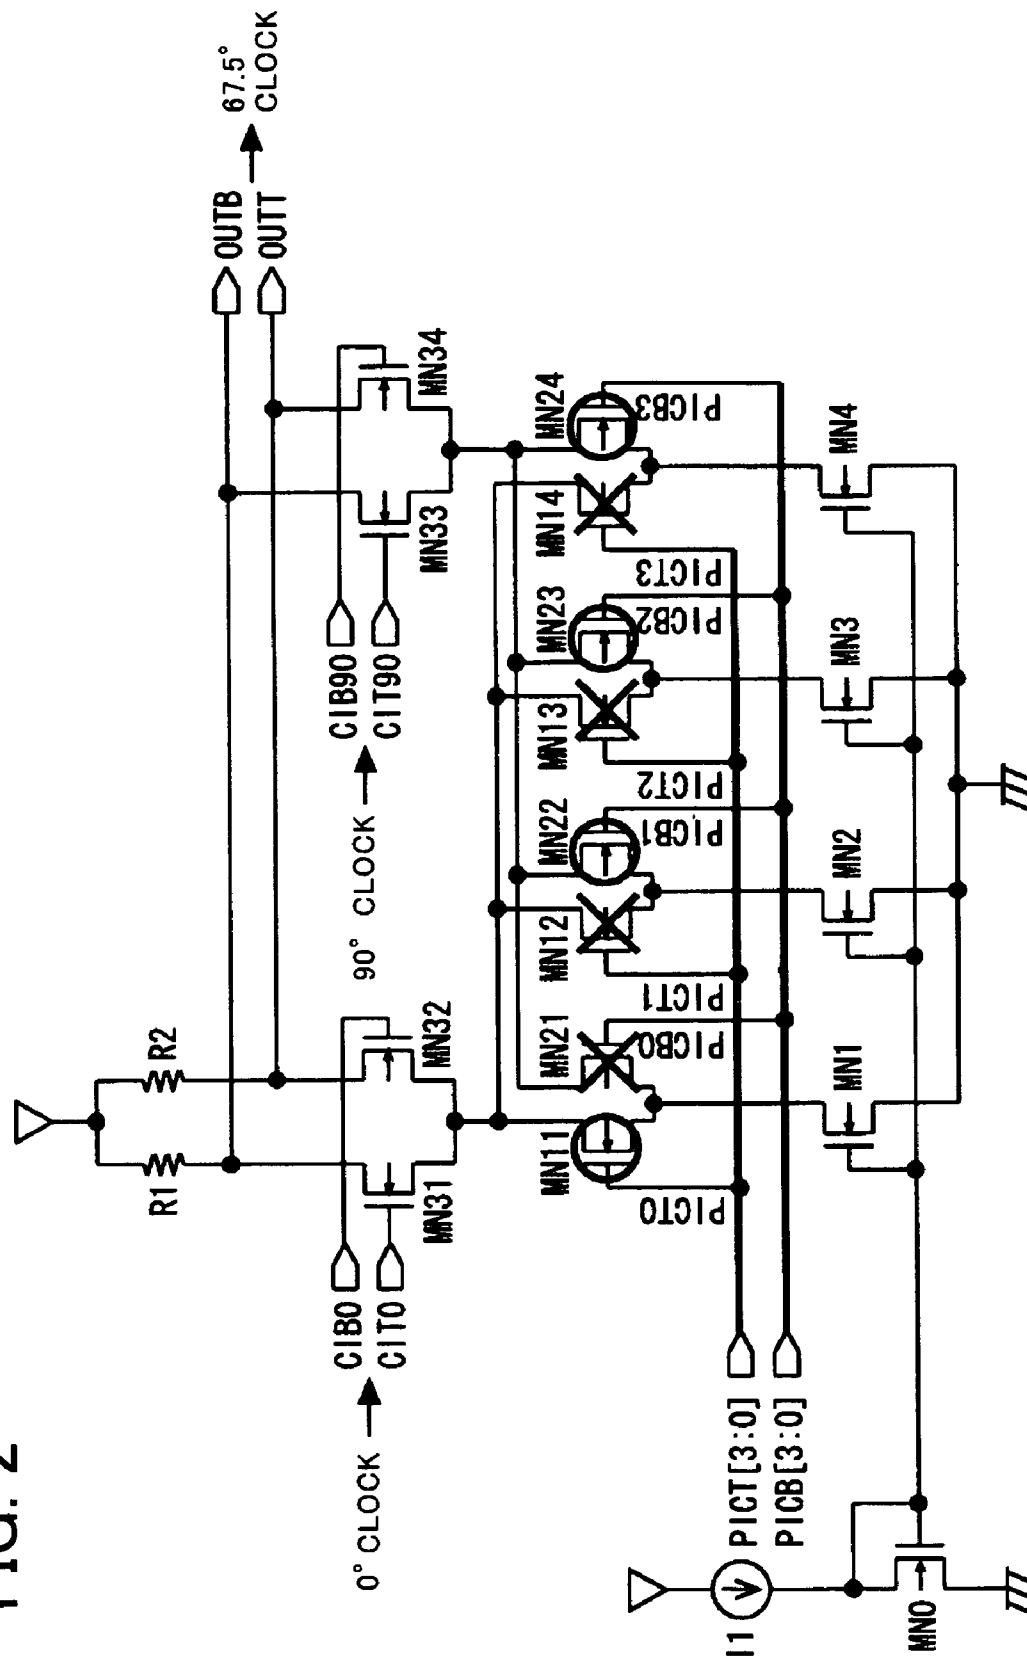 FIG. 2
R1
R2
OUTB
OUTT
67.5°
CLOCK
0° CLOCK
CIB0
CIT0
MN31
MN32
90° CLOCK
CIB90
CIT90
MN33
MN34
MN11
MN21
MN12
MN22
MN13
MN23
MN14
MN24
PICT0
PICB0
PICT1
PICB1
PICT2
PICB2
PICT3
PICB3
PICT[3:0]
PICB[3:0]
I1
MN0
MN1
MN2
MN3
MN4